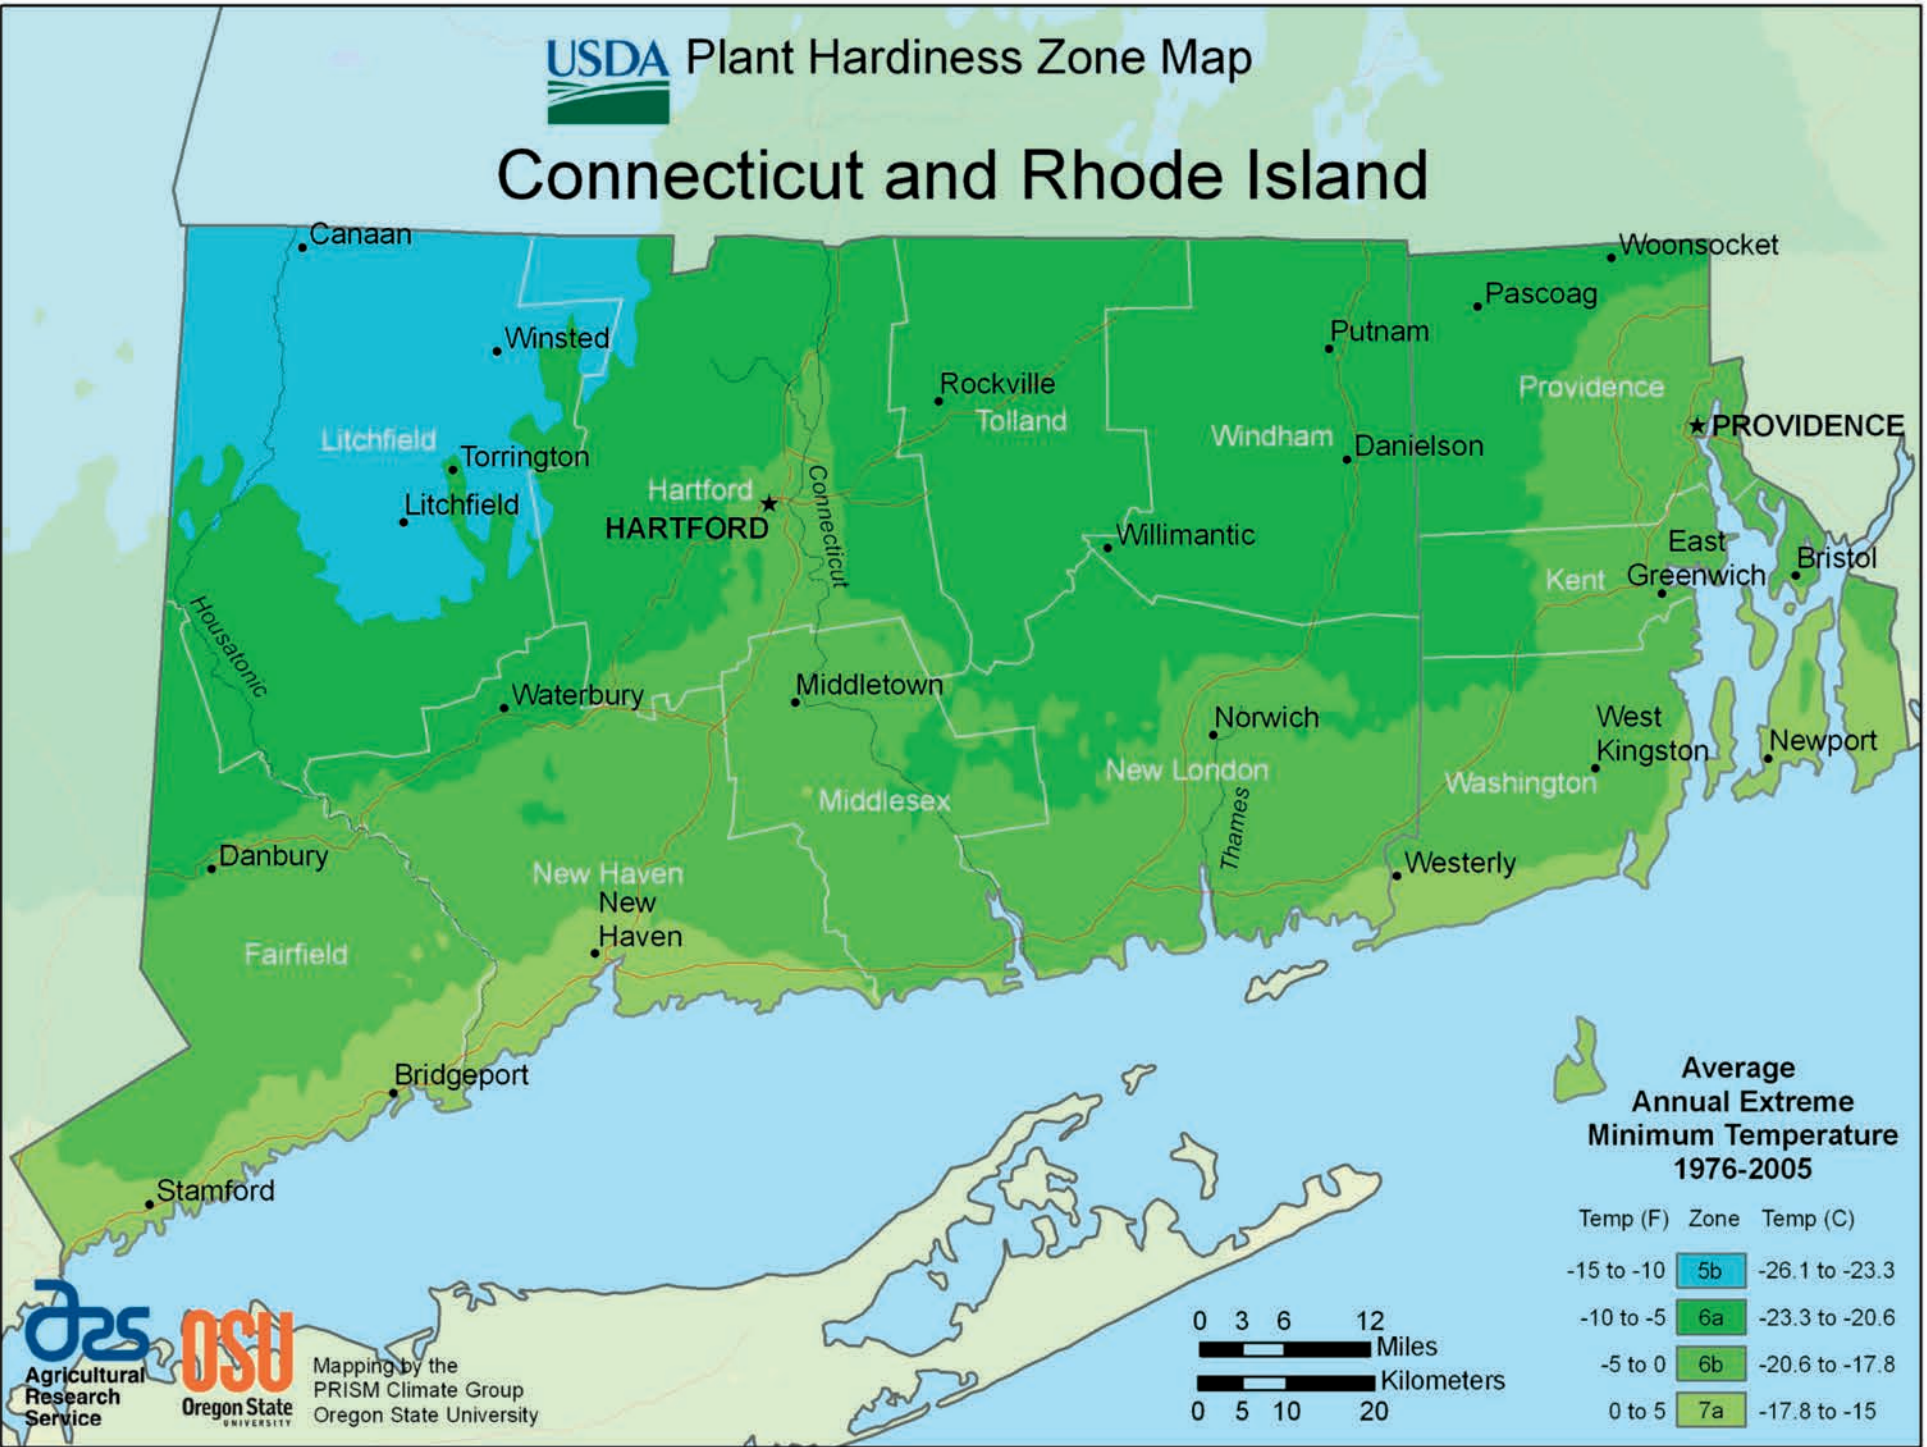 USDA Plant Hardiness Zone Map
Connecticut and Rhode Island
Canaan
Woonsocket
Pascoag
Winsted
Putnam
Rockville
Providence
Tolland
PROVIDENCE
Litchfield
Windham
Danielson
Torrington
Hartford
Litchfield
Connecticut
HARTFORD
Willimantic
East
Greenwich
Bristol
Kent
Housatonic
Waterbury
Middletown
Norwich
West
Kingston
Newport
New London
Washington
Middlesex
Thames
Danbury
Westerly
New Haven
New
Haven
Fairfield
Bridgeport
Stamford
Average
Annual Extreme
Minimum Temperature
1976-2005
Temp (F) Zone Temp (C)
-15 to -10 5b -26.1 to -23.3
-10 to -5 6a -23.3 to -20.6
-5 to 0 6b -20.6 to -17.8
0 to 5 7a -17.8 to -15
0 3 6 12
Miles
Kilometers
0 5 10 20
ars
Agricultural
Research
Service
OSU
Oregon State
UNIVERSITY
Mapping by the
PRISM Climate Group
Oregon State University